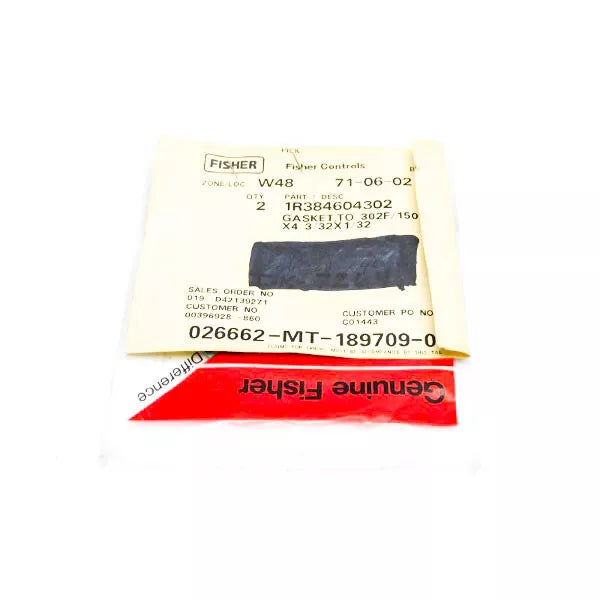 PICK
FISHER Fisher Controls
ZONE/LOC W48 71-06-02
QTY PART / DESC
2 1R384604302
GASKET TO 302F/150
X4 3/32X1/32
SALES ORDER NO
019 D42139271
CUSTOMER NO CUSTOMER PO NO
00396928 -860 C01443
026662-MT-189709-0
Difference
Genuine Fisher